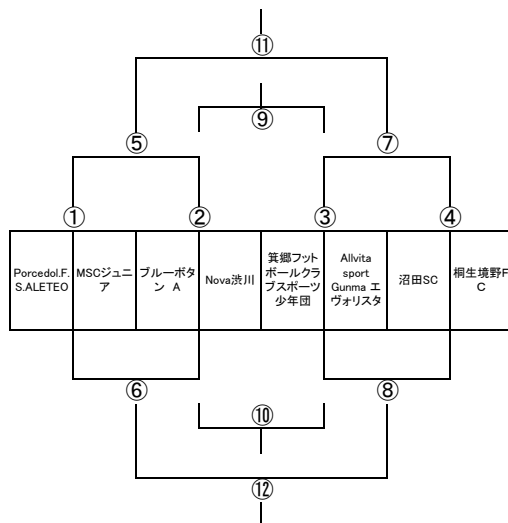 ⑪
⑨
⑤
⑦
①
②
③
④
Porcedol.F.
S.ALETEO
MSCジュニ
ア
ブルーボタ
ン A
Nova渋川
箕郷フット
ボールクラ
ブスポーツ
少年団
Allvita
sport
Gunma エ
ヴォリスタ
沼田SC
桐生境野F
C
⑥
⑧
⑩
⑫